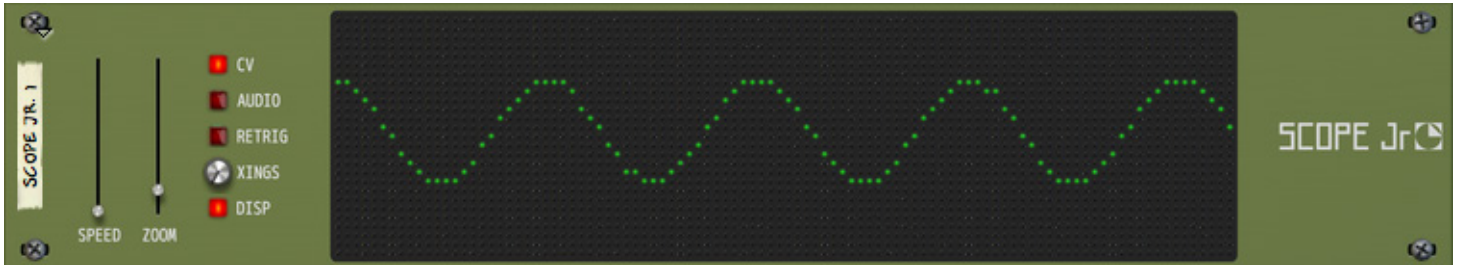 SCOPE JR. 1
CV
AUDIO
RETRIG
XINGS
DISP
SPEED ZOOM
SCOPE Jr